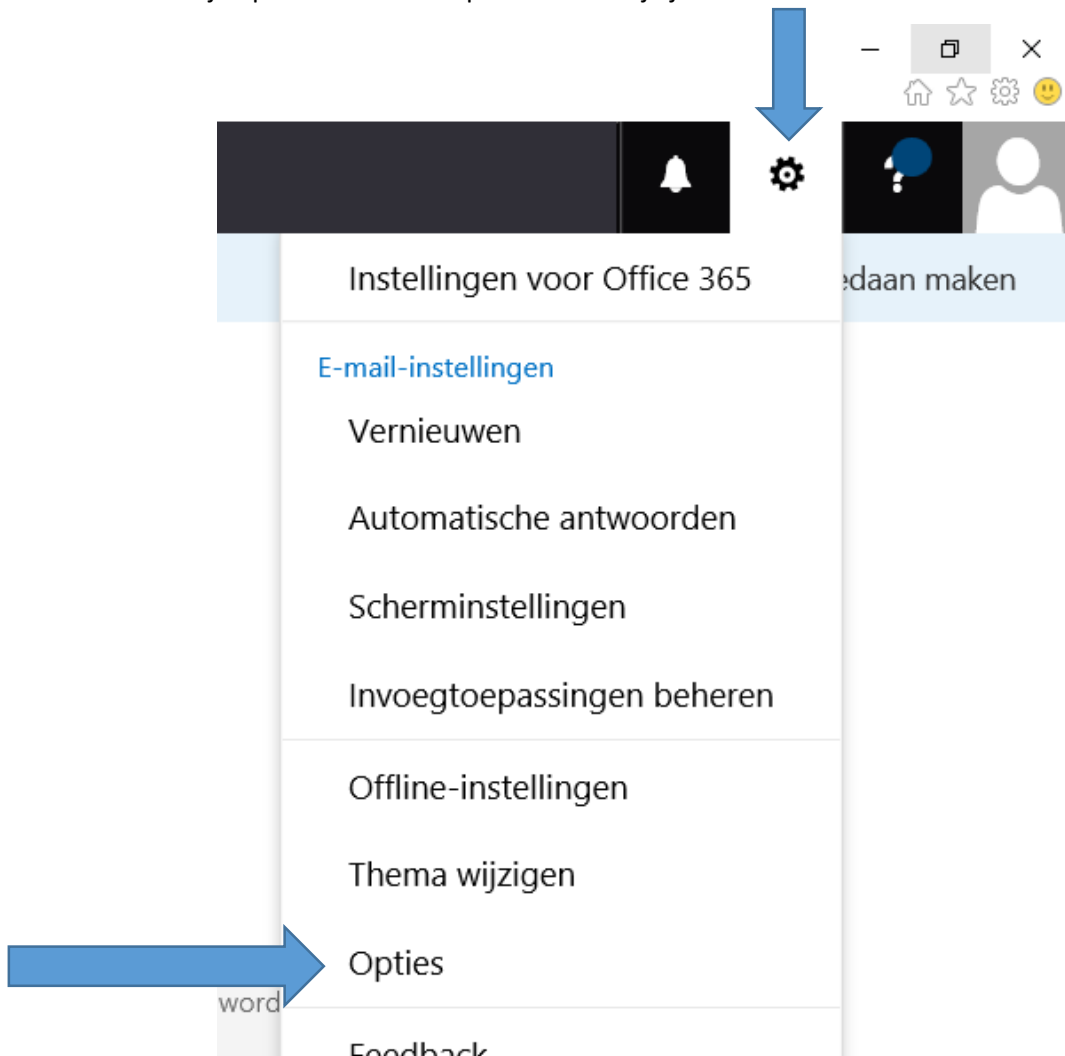 ?
Instellingen voor Office 365
edaan maken
E-mail-instellingen
Vernieuwen
Automatische antwoorden
Scherminstellingen
Invoegtoepassingen beheren
Offline-instellingen
Thema wijzigen
Opties
word
Feedback